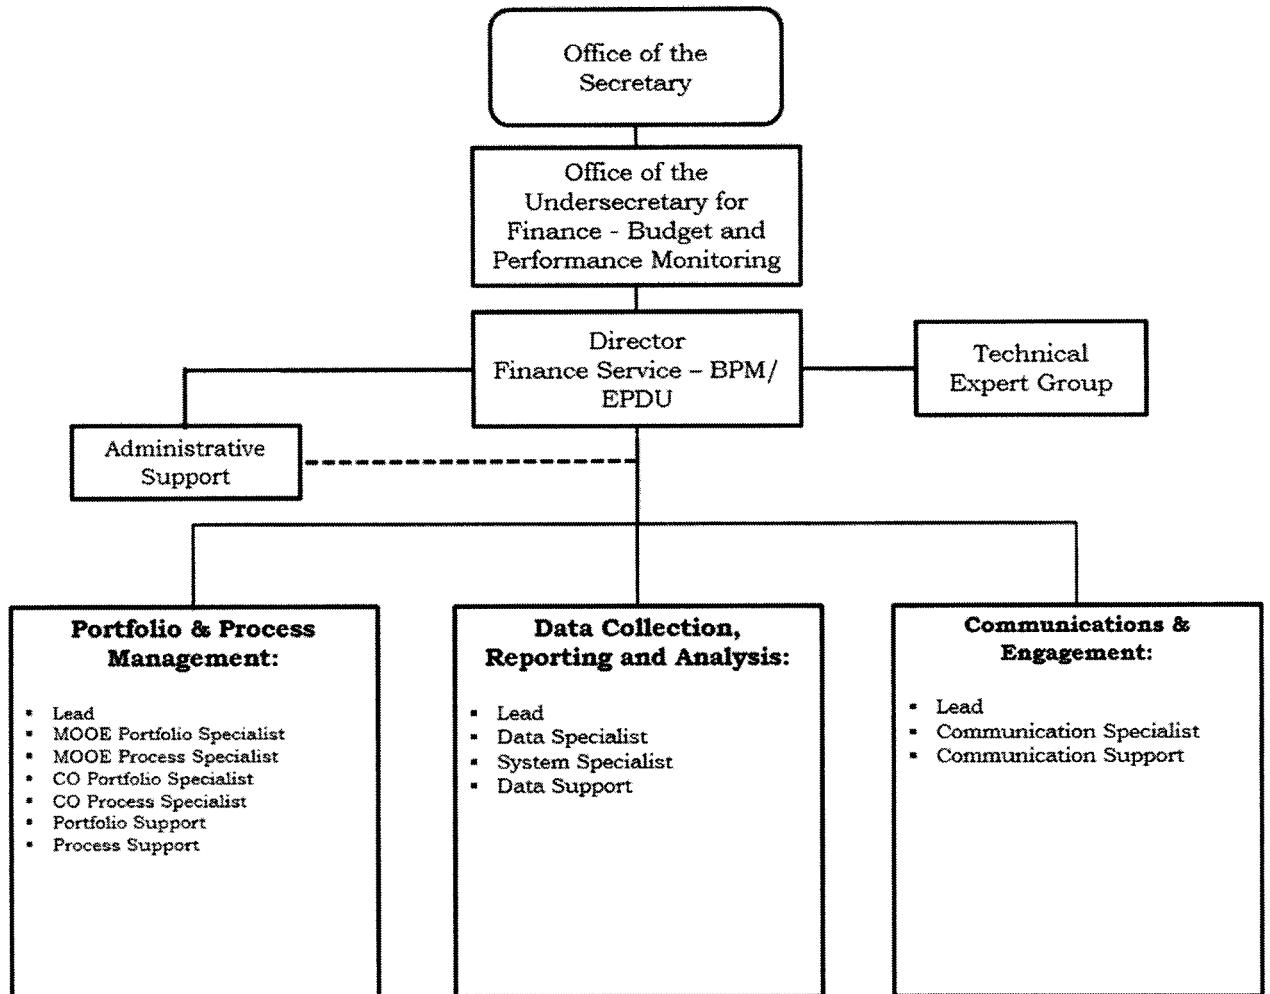 Office of the
Secretary
Office of the
Undersecretary for
Finance - Budget and
Performance Monitoring
Director
Finance Service – BPM/
EPDU
Technical
Expert Group
Administrative
Support
Portfolio & Process
Management:
▪ Lead
▪ MOOE Portfolio Specialist
▪ MOOE Process Specialist
▪ CO Portfolio Specialist
▪ CO Process Specialist
▪ Portfolio Support
▪ Process Support
Data Collection,
Reporting and Analysis:
▪ Lead
▪ Data Specialist
▪ System Specialist
▪ Data Support
Communications &
Engagement:
▪ Lead
▪ Communication Specialist
▪ Communication Support